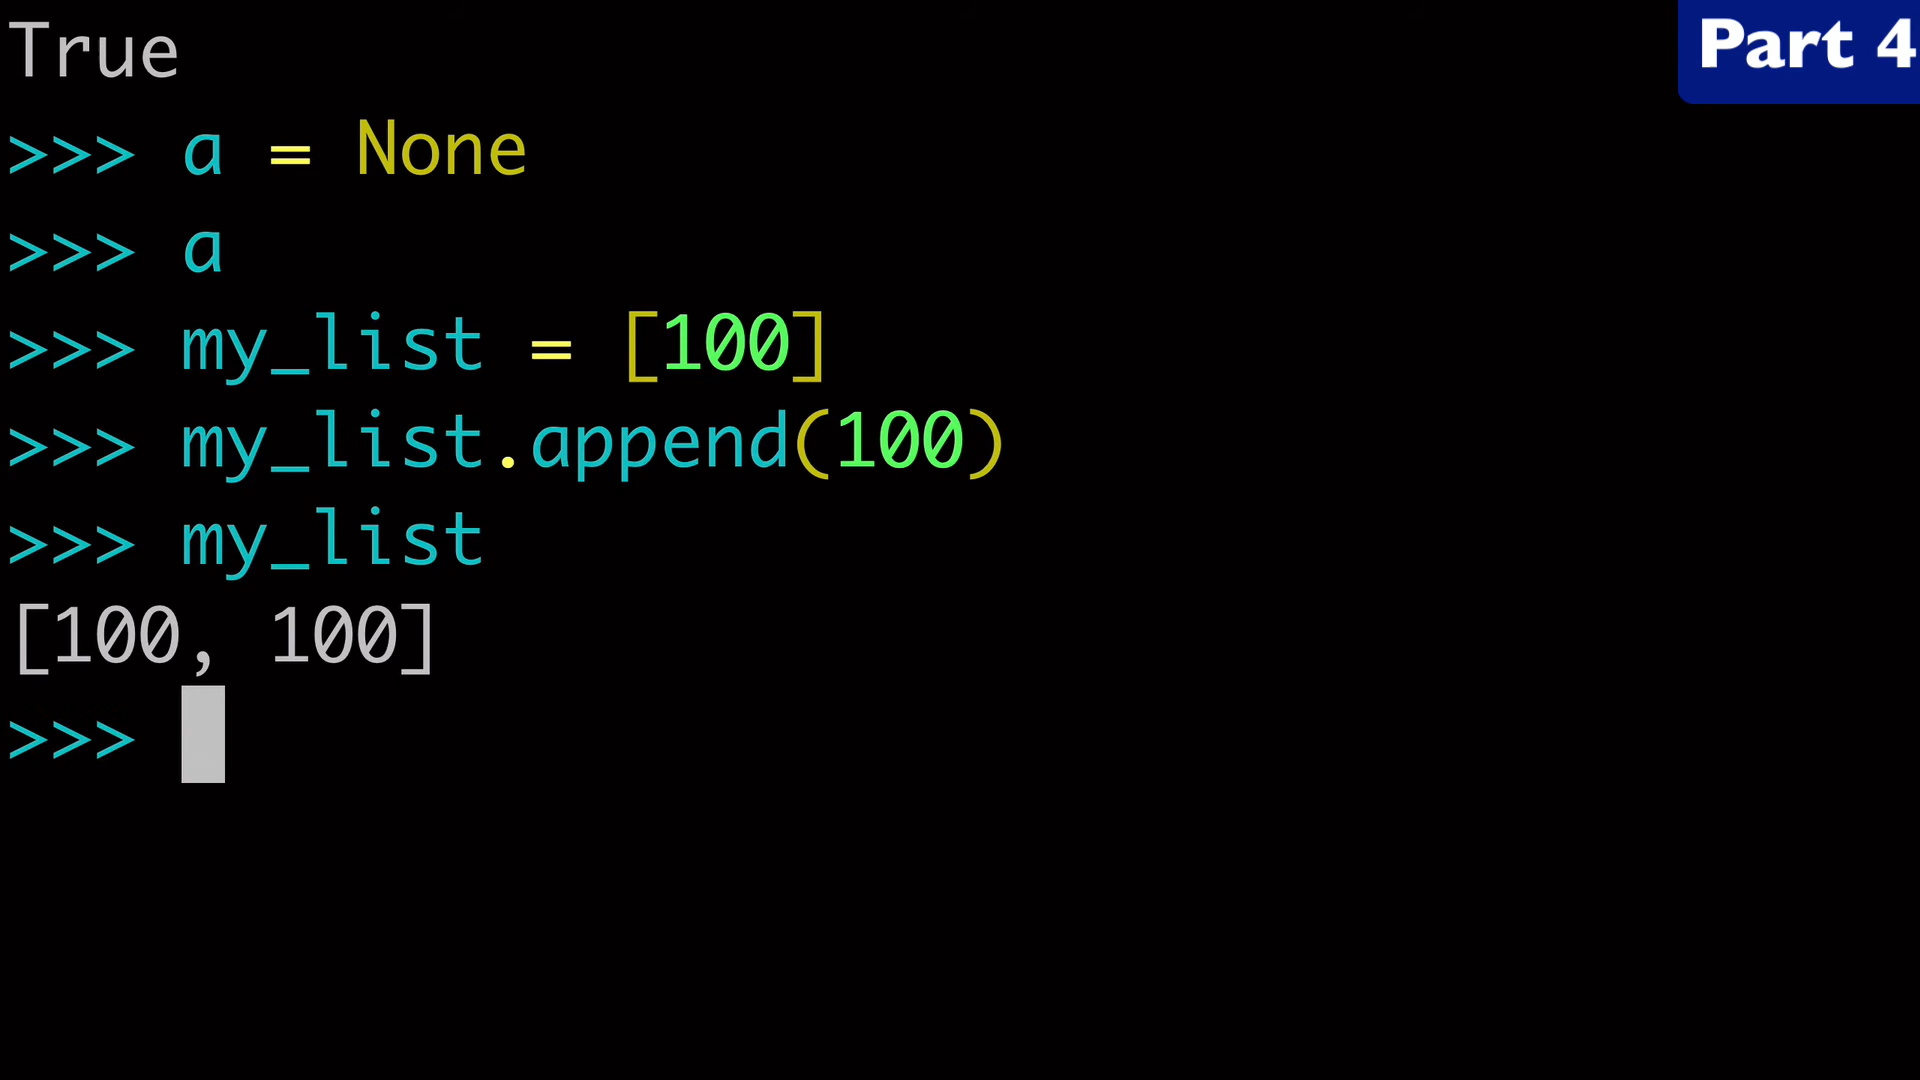 True
Part 4
>>> a = None
>>> a
>>> my_list = [100]
>>> my_list.append(100)
>>> my_list
[100, 100]
>>>